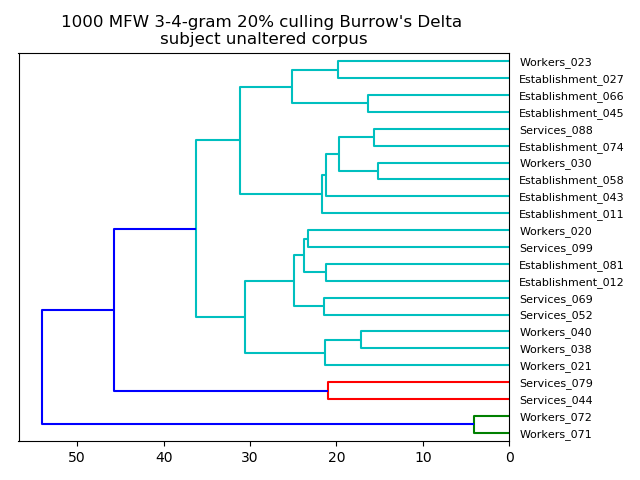 1000 MFW 3-4-gram 20% culling Burrow's Delta
subject unaltered corpus
Workers_023
Establishment_027
Establishment_066
Establishment_045
Services_088
Establishment_074
Workers_030
Establishment_058
Establishment_043
Establishment_011
Workers_020
Services_099
Establishment_081
Establishment_012
Services_069
Services_052
Workers_040
Workers_038
Workers_021
Services_079
Services_044
Workers_072
Workers_071
50 40 30 20 10 0